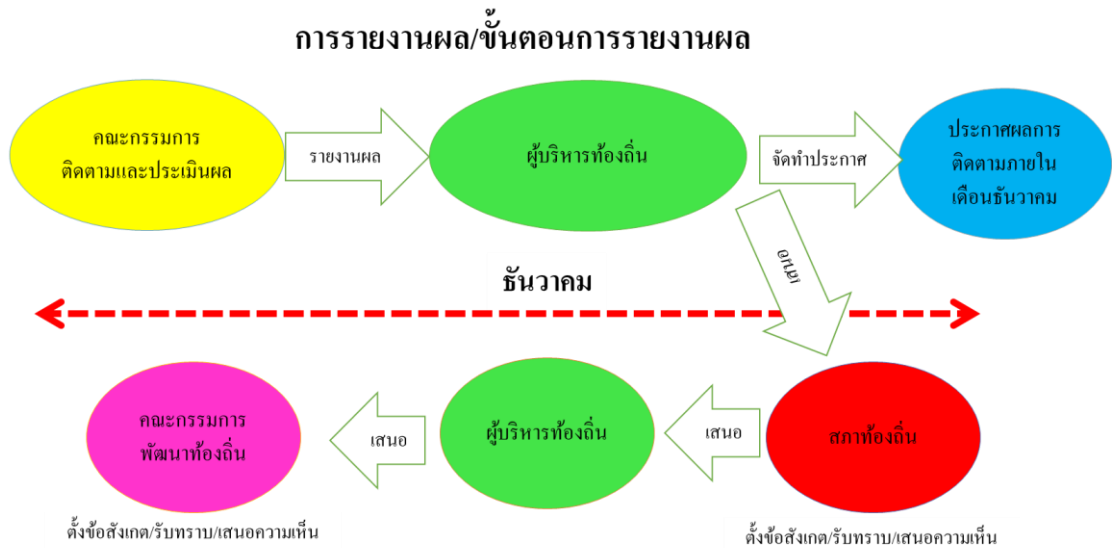 การรายงานผล/ขั้นตอนการรายงานผล
คณะกรรมการ
ติดตามและประเมินผล
รายงานผล
ผู้บริหารท้องถิ่น
จัดทำประกาศ
ประกาศผลการ
ติดตามภายใน
เดือนธันวาคม
เสนอ
ธันวาคม
คณะกรรมการ
พัฒนาท้องถิ่น
เสนอ
ผู้บริหารท้องถิ่น
เสนอ
สภาท้องถิ่น
ตั้งข้อสังเกต/รับทราบ/เสนอความเห็น
ตั้งข้อสังเกต/รับทราบ/เสนอความเห็น